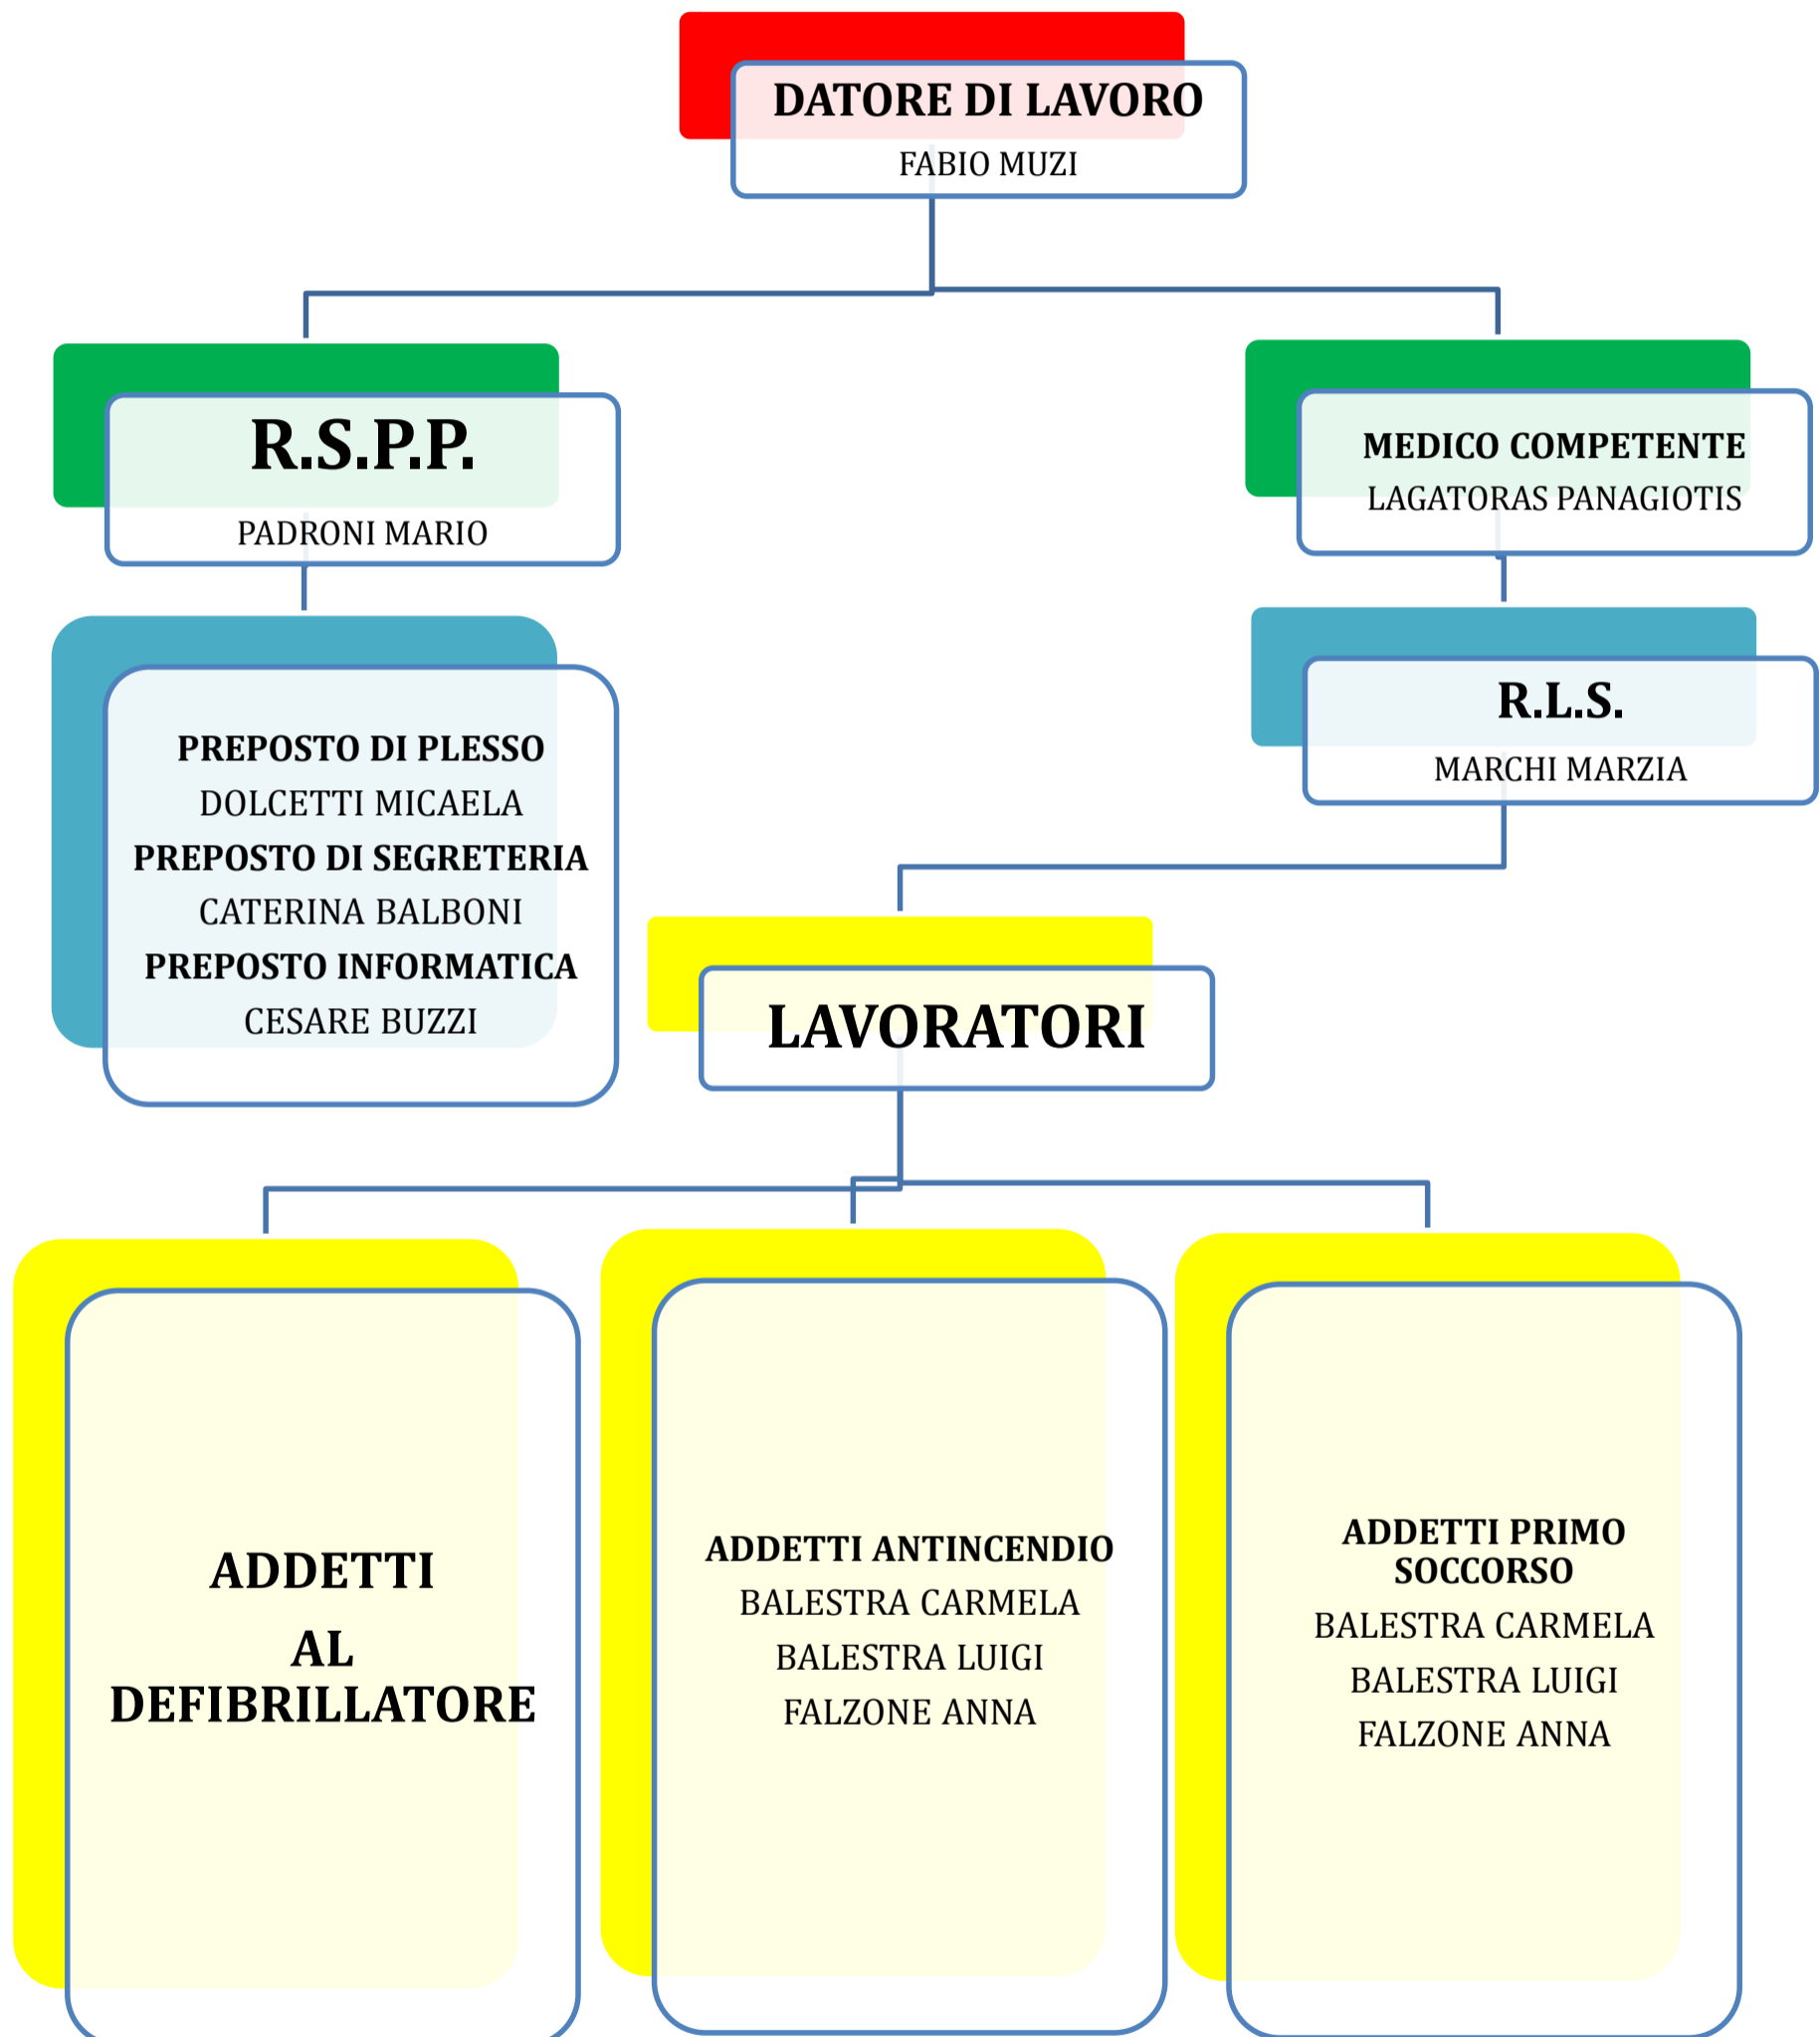 DATORE DI LAVORO
FABIO MUZI
R.S.P.P.
PADRONI MARIO
MEDICO COMPETENTE
LAGATORAS PANAGIOTIS
PREPOSTO DI PLESSO
DOLCETTI MICAELA
PREPOSTO DI SEGRETERIA
CATERINA BALBONI
PREPOSTO INFORMATICA
CESARE BUZZI
R.L.S.
MARCHI MARZIA
LAVORATORI
ADDETTI
AL
DEFIBRILLATORE
ADDETTI ANTINCENDIO
BALESTRA CARMELA
BALESTRA LUIGI
FALZONE ANNA
ADDETTI PRIMO
SOCCORSO
BALESTRA CARMELA
BALESTRA LUIGI
FALZONE ANNA